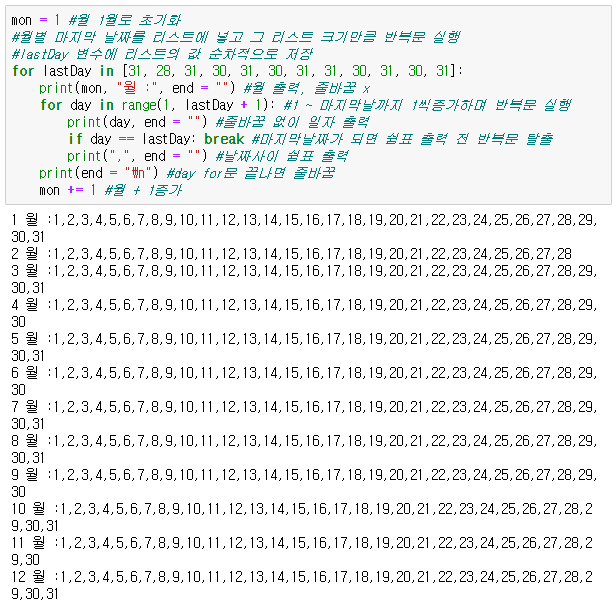 mon = 1 #월 1월로 초기화
#월별 마지막 날짜를 리스트에 넣고 그 리스트 크기만큼 반복문 실행
#lastDay 변수에 리스트의 값 순차적으로 저장
for lastDay in [31, 28, 31, 30, 31, 30, 31, 31, 30, 31, 30, 31]:
    print(mon, "월 :", end = "") #월 출력, 줄바꿈 x
    for day in range(1, lastDay + 1): #1 ~ 마지막날까지 1씩증가하며 반복문 실행
        print(day, end = "") #줄바꿈 없이 일자 출력
        if day == lastDay: break #마지막날짜가 되면 쉼표 출력 전 반복문 탈출
        print(",", end = "") #날짜사이 쉼표 출력
    print(end = "₩n") #day for문 끝나면 줄바꿈
    mon += 1 #월 + 1증가
1 월 :1,2,3,4,5,6,7,8,9,10,11,12,13,14,15,16,17,18,19,20,21,22,23,24,25,26,27,28,29,
30,31
2 월 :1,2,3,4,5,6,7,8,9,10,11,12,13,14,15,16,17,18,19,20,21,22,23,24,25,26,27,28
3 월 :1,2,3,4,5,6,7,8,9,10,11,12,13,14,15,16,17,18,19,20,21,22,23,24,25,26,27,28,29,
30,31
4 월 :1,2,3,4,5,6,7,8,9,10,11,12,13,14,15,16,17,18,19,20,21,22,23,24,25,26,27,28,29,
30
5 월 :1,2,3,4,5,6,7,8,9,10,11,12,13,14,15,16,17,18,19,20,21,22,23,24,25,26,27,28,29,
30,31
6 월 :1,2,3,4,5,6,7,8,9,10,11,12,13,14,15,16,17,18,19,20,21,22,23,24,25,26,27,28,29,
30
7 월 :1,2,3,4,5,6,7,8,9,10,11,12,13,14,15,16,17,18,19,20,21,22,23,24,25,26,27,28,29,
30,31
8 월 :1,2,3,4,5,6,7,8,9,10,11,12,13,14,15,16,17,18,19,20,21,22,23,24,25,26,27,28,29,
30,31
9 월 :1,2,3,4,5,6,7,8,9,10,11,12,13,14,15,16,17,18,19,20,21,22,23,24,25,26,27,28,29,
30
10 월 :1,2,3,4,5,6,7,8,9,10,11,12,13,14,15,16,17,18,19,20,21,22,23,24,25,26,27,28,2
9,30,31
11 월 :1,2,3,4,5,6,7,8,9,10,11,12,13,14,15,16,17,18,19,20,21,22,23,24,25,26,27,28,2
9,30
12 월 :1,2,3,4,5,6,7,8,9,10,11,12,13,14,15,16,17,18,19,20,21,22,23,24,25,26,27,28,2
9,30,31